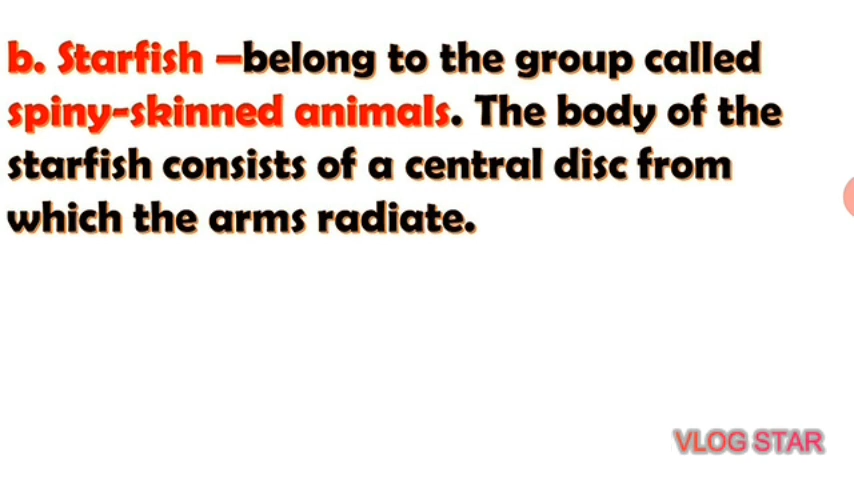 b. Starfish –belong to the group called
spiny-skinned animals. The body of the
starfish consists of a central disc from
which the arms radiate.
VLOG STAR